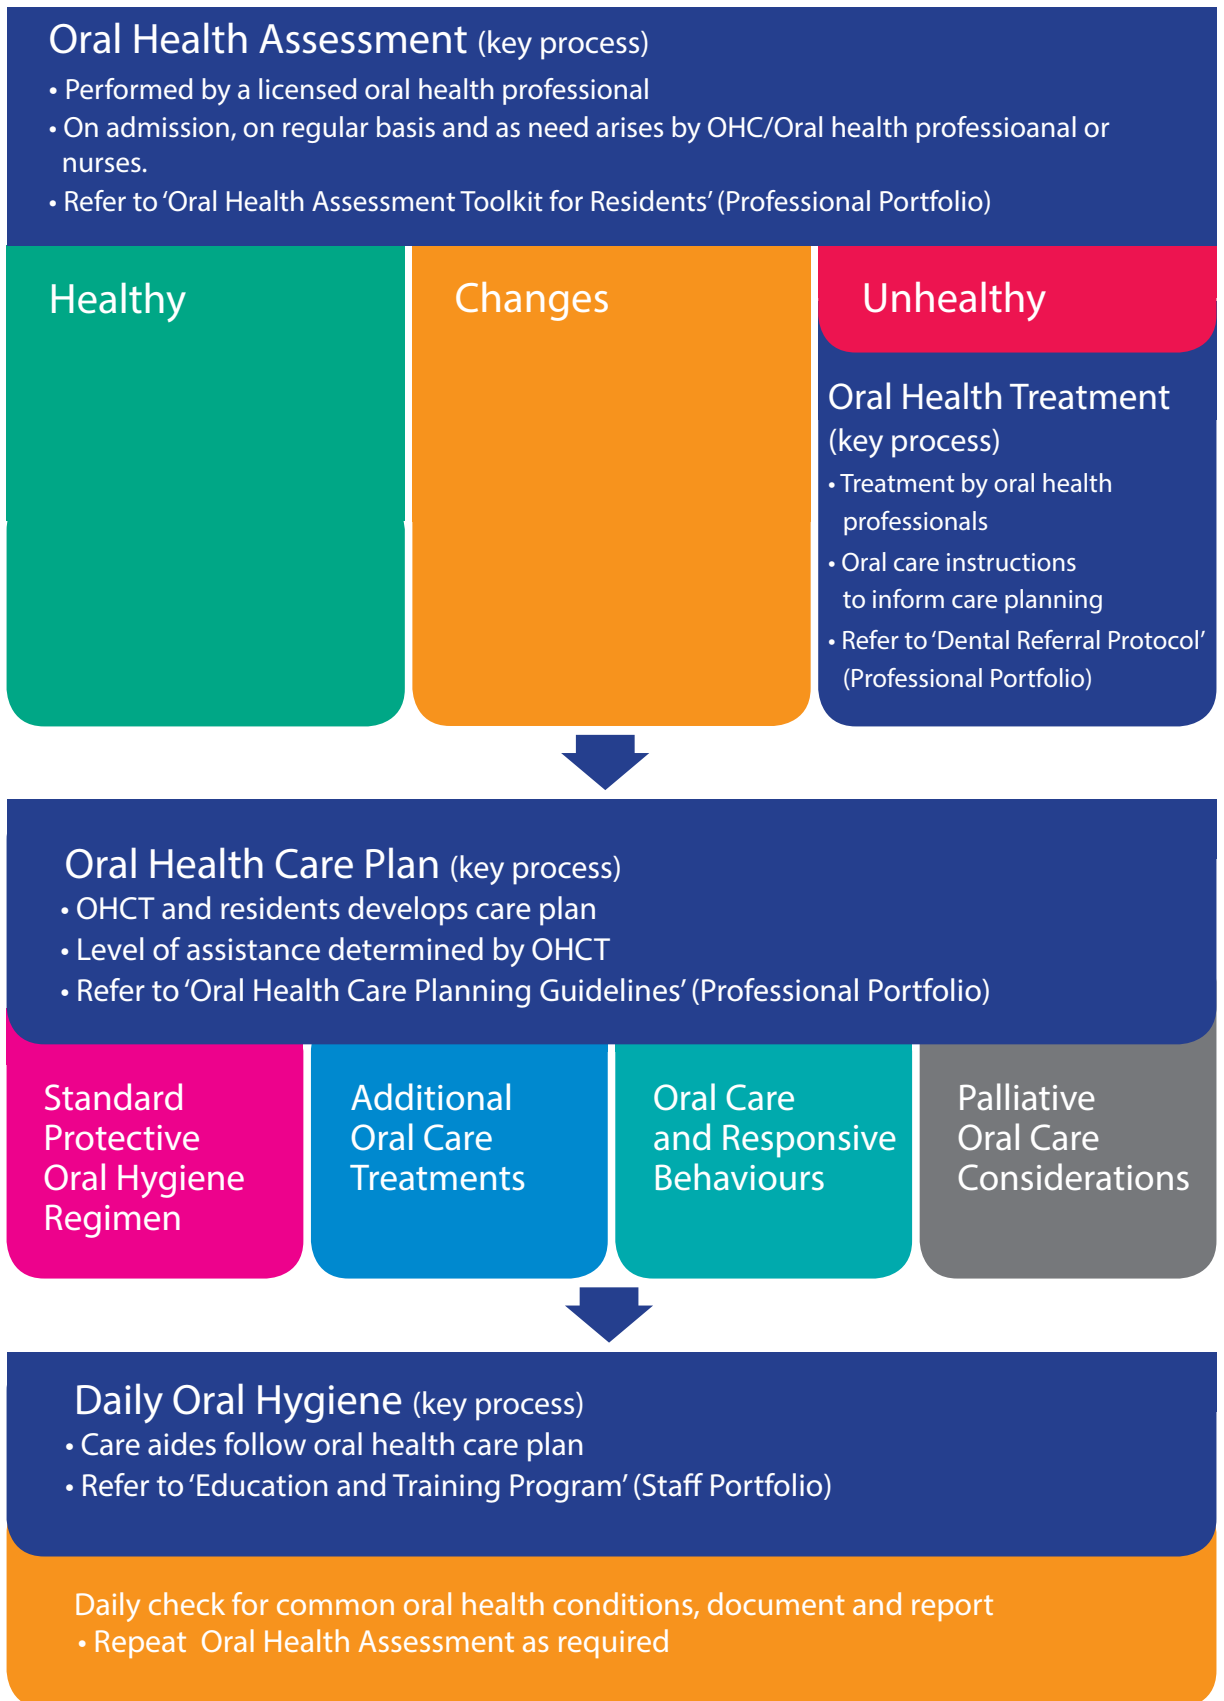 Oral Health Assessment (key process)
• Performed by a licensed oral health professional
• On admission, on regular basis and as need arises by OHC/Oral health professioanal or
nurses.
• Refer to ‘Oral Health Assessment Toolkit for Residents’ (Professional Portfolio)
Healthy
Changes
Unhealthy
Oral Health Treatment
(key process)
• Treatment by oral health
professionals
• Oral care instructions
to inform care planning
• Refer to ‘Dental Referral Protocol’
(Professional Portfolio)
Oral Health Care Plan (key process)
• OHCT and residents develops care plan
• Level of assistance determined by OHCT
• Refer to ‘Oral Health Care Planning Guidelines’ (Professional Portfolio)
Standard
Protective
Oral Hygiene
Regimen
Additional
Oral Care
Treatments
Oral Care
and Responsive
Behaviours
Palliative
Oral Care
Considerations
Daily Oral Hygiene (key process)
• Care aides follow oral health care plan
• Refer to ‘Education and Training Program’ (Staff Portfolio)
Daily check for common oral health conditions, document and report
• Repeat Oral Health Assessment as required